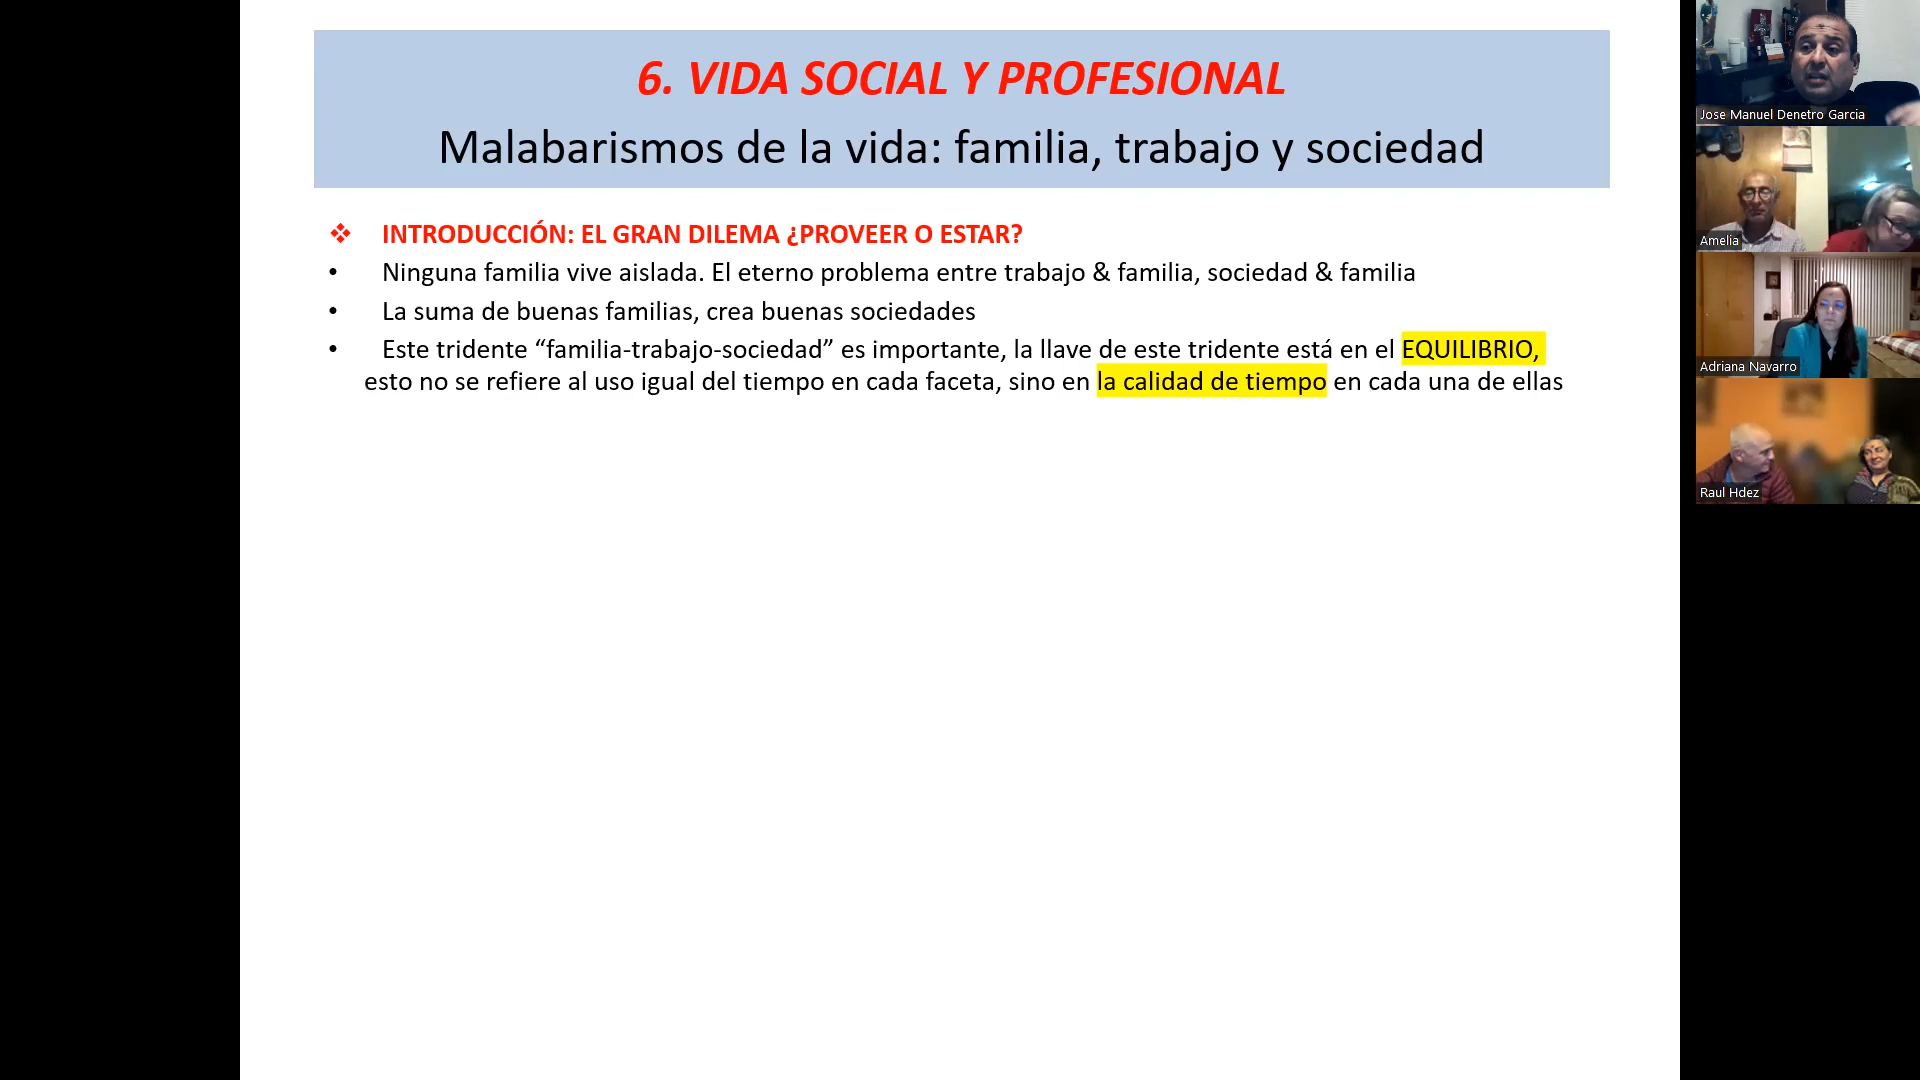 6. VIDA SOCIAL Y PROFESIONAL
Malabarismos de la vida: familia, trabajo y sociedad
❖ INTRODUCCIÓN: EL GRAN DILEMA ¿PROVEER O ESTAR?
• Ninguna familia vive aislada. El eterno problema entre trabajo & familia, sociedad & familia
• La suma de buenas familias, crea buenas sociedades
• Este tridente “familia-trabajo-sociedad” es importante, la llave de este tridente está en el EQUILIBRIO,
esto no se refiere al uso igual del tiempo en cada faceta, sino en la calidad de tiempo en cada una de ellas
Jose Manuel Denetro Garcia
Amelia
Adriana Navarro
Raul Hdez